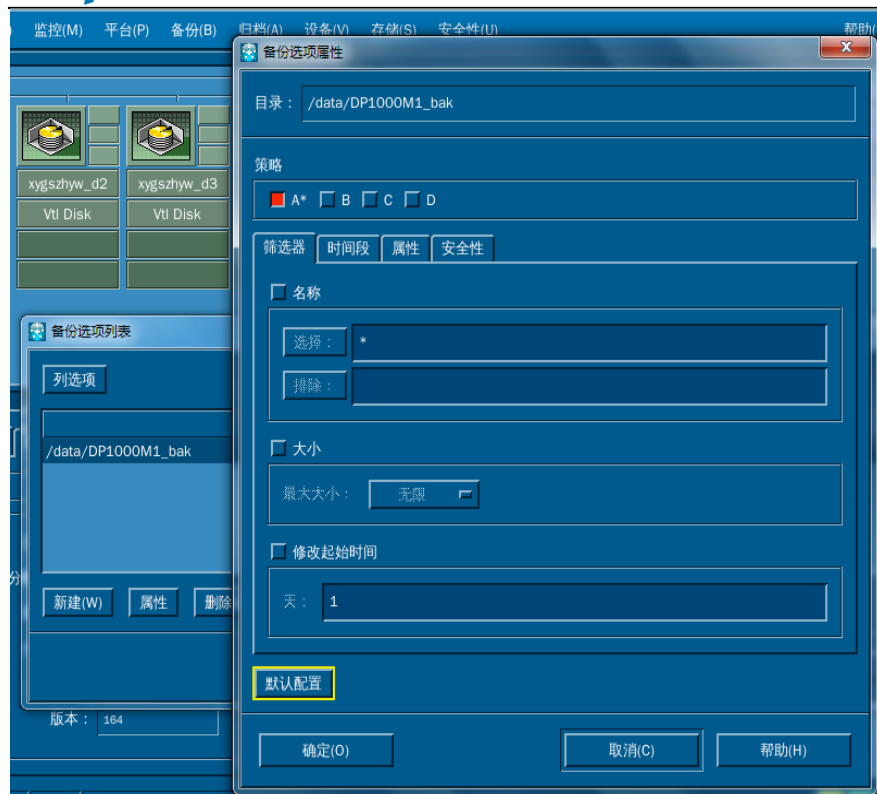 监控(M) 平台(P) 备份(B) 归档(A) 设备(V) 存储(S) 安全性(U) 帮助(
xygszhyw_d2 xygszhyw_d3
Vtl Disk Vtl Disk
备份选项列表
列选项
/data/DP1000M1_bak
新建(W) 属性 删除
版本： 164
备份选项属性
目录： /data/DP1000M1_bak
策略
A* B C D
筛选器 时间段 属性 安全性
名称
选择： *
排除：
大小
最大大小： 无限
修改起始时间
天： 1
默认配置
确定(O) 取消(C) 帮助(H)